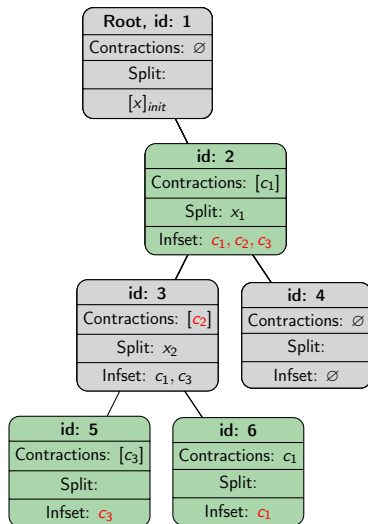 Root, id: 1
Contractions: ∅
Split:
[x]init
id: 2
Contractions: [c1]
Split: x1
Infset: c1, c2, c3
id: 3
Contractions: [c2]
Split: x2
Infset: c1, c3
id: 4
Contractions: ∅
Split:
Infset: ∅
id: 5
Contractions: [c3]
Split:
Infset: c3
id: 6
Contractions: c1
Split:
Infset: c1